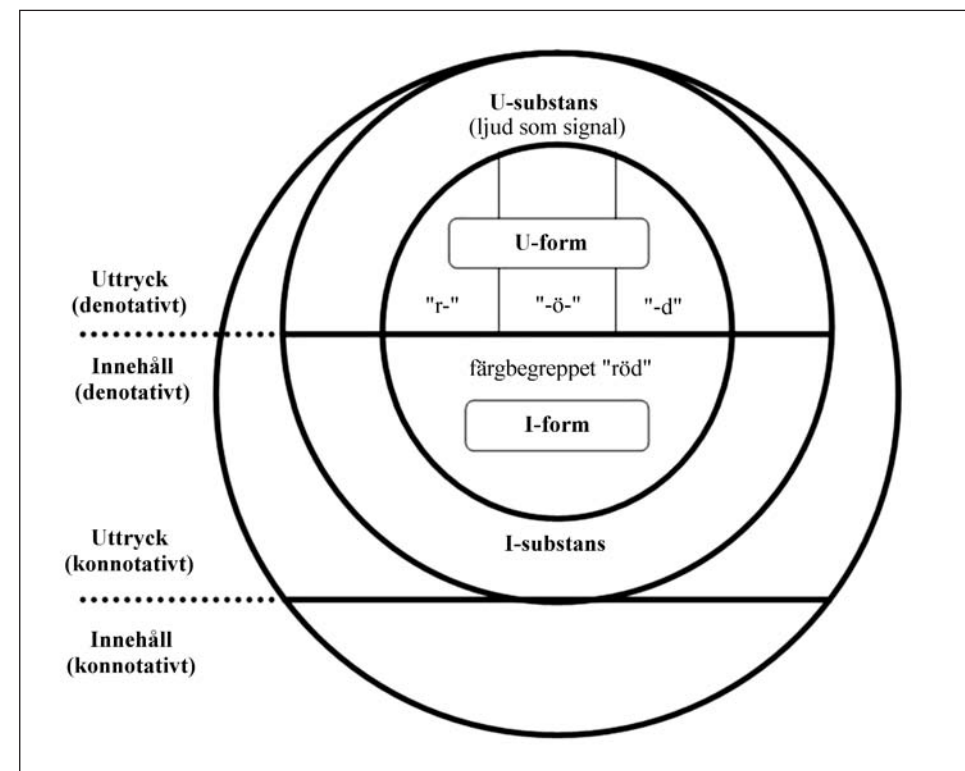 U-substans
(ljud som signal)
U-form
Uttryck
(denotativt)
"r-" "-ö-" "-d"
Innehåll
(denotativt)
färgbegreppet "röd"
I-form
Uttryck
(konnotativt)
I-substans
Innehåll
(konnotativt)